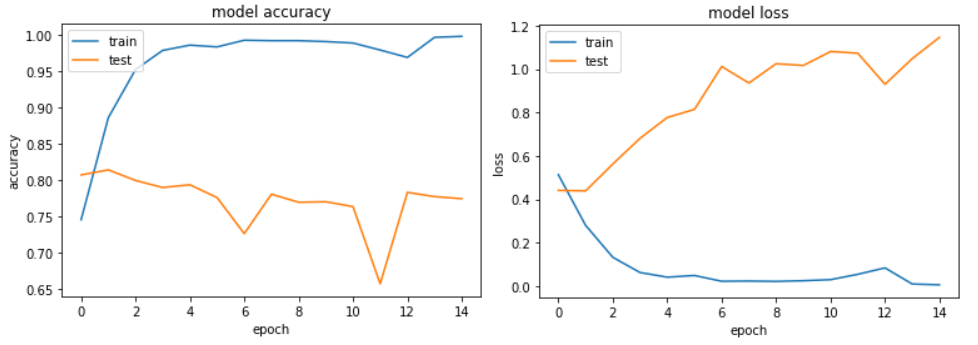 model accuracy
train
test
1.00
0.95
0.90
0.85
0.80
0.75
0.70
0.65
accuracy
0 2 4 6 8 10 12 14
epoch
model loss
train
test
1.2
1.0
0.8
0.6
0.4
0.2
0.0
loss
0 2 4 6 8 10 12 14
epoch